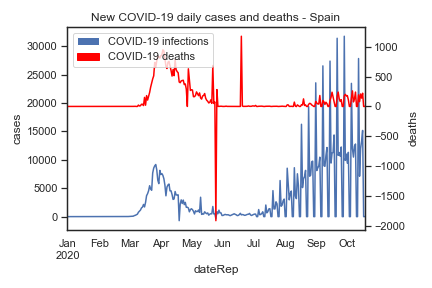 New COVID-19 daily cases and deaths - Spain
COVID-19 infections
COVID-19 deaths
30000
25000
20000
15000
10000
5000
0
cases
1000
500
0
−500
−1000
−1500
−2000
deaths
Jan Feb Mar Apr May Jun Jul Aug Sep Oct
2020
dateRep